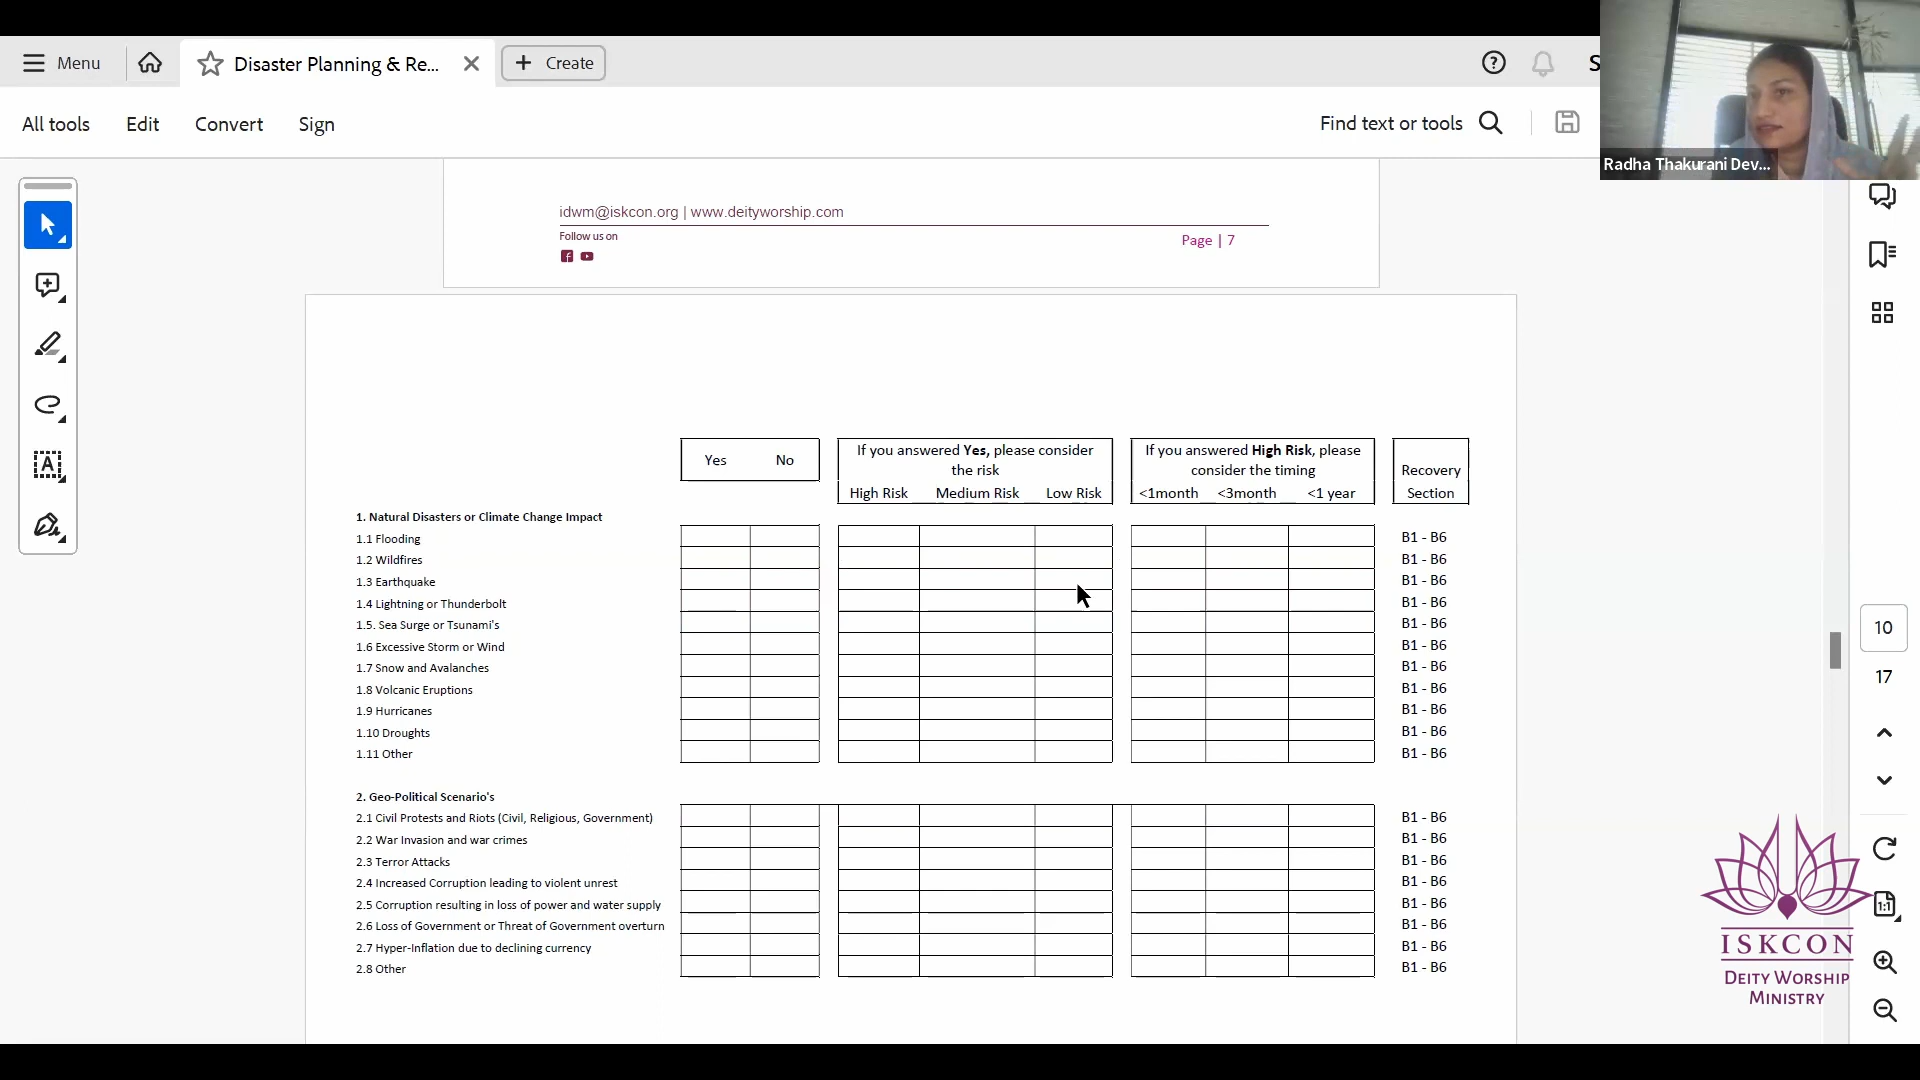 Menu
Disaster Planning & Re...
Create
S
All tools
Edit
Convert
Sign
Find text or tools
Radha Thakurani Dev...
idwm@iskcon.org | www.deityworship.com
Follow us on
Page | 7
Yes No
If you answered Yes, please consider
the risk
High Risk Medium Risk Low Risk
If you answered High Risk, please
consider the timing
<1month <3month <1 year
Recovery
Section
1. Natural Disasters or Climate Change Impact
1.1 Flooding B1 - B6
1.2 Wildfires B1 - B6
1.3 Earthquake B1 - B6
1.4 Lightning or Thunderbolt B1 - B6
1.5. Sea Surge or Tsunami's B1 - B6
1.6 Excessive Storm or Wind B1 - B6
1.7 Snow and Avalanches B1 - B6
1.8 Volcanic Eruptions B1 - B6
1.9 Hurricanes B1 - B6
1.10 Droughts B1 - B6
1.11 Other B1 - B6
2. Geo-Political Scenario's
2.1 Civil Protests and Riots (Civil, Religious, Government) B1 - B6
2.2 War Invasion and war crimes B1 - B6
2.3 Terror Attacks B1 - B6
2.4 Increased Corruption leading to violent unrest B1 - B6
2.5 Corruption resulting in loss of power and water supply B1 - B6
2.6 Loss of Government or Threat of Government overturn B1 - B6
2.7 Hyper-Inflation due to declining currency B1 - B6
2.8 Other B1 - B6
10
17
1:1
ISKCON
DEITY WORSHIP
MINISTRY